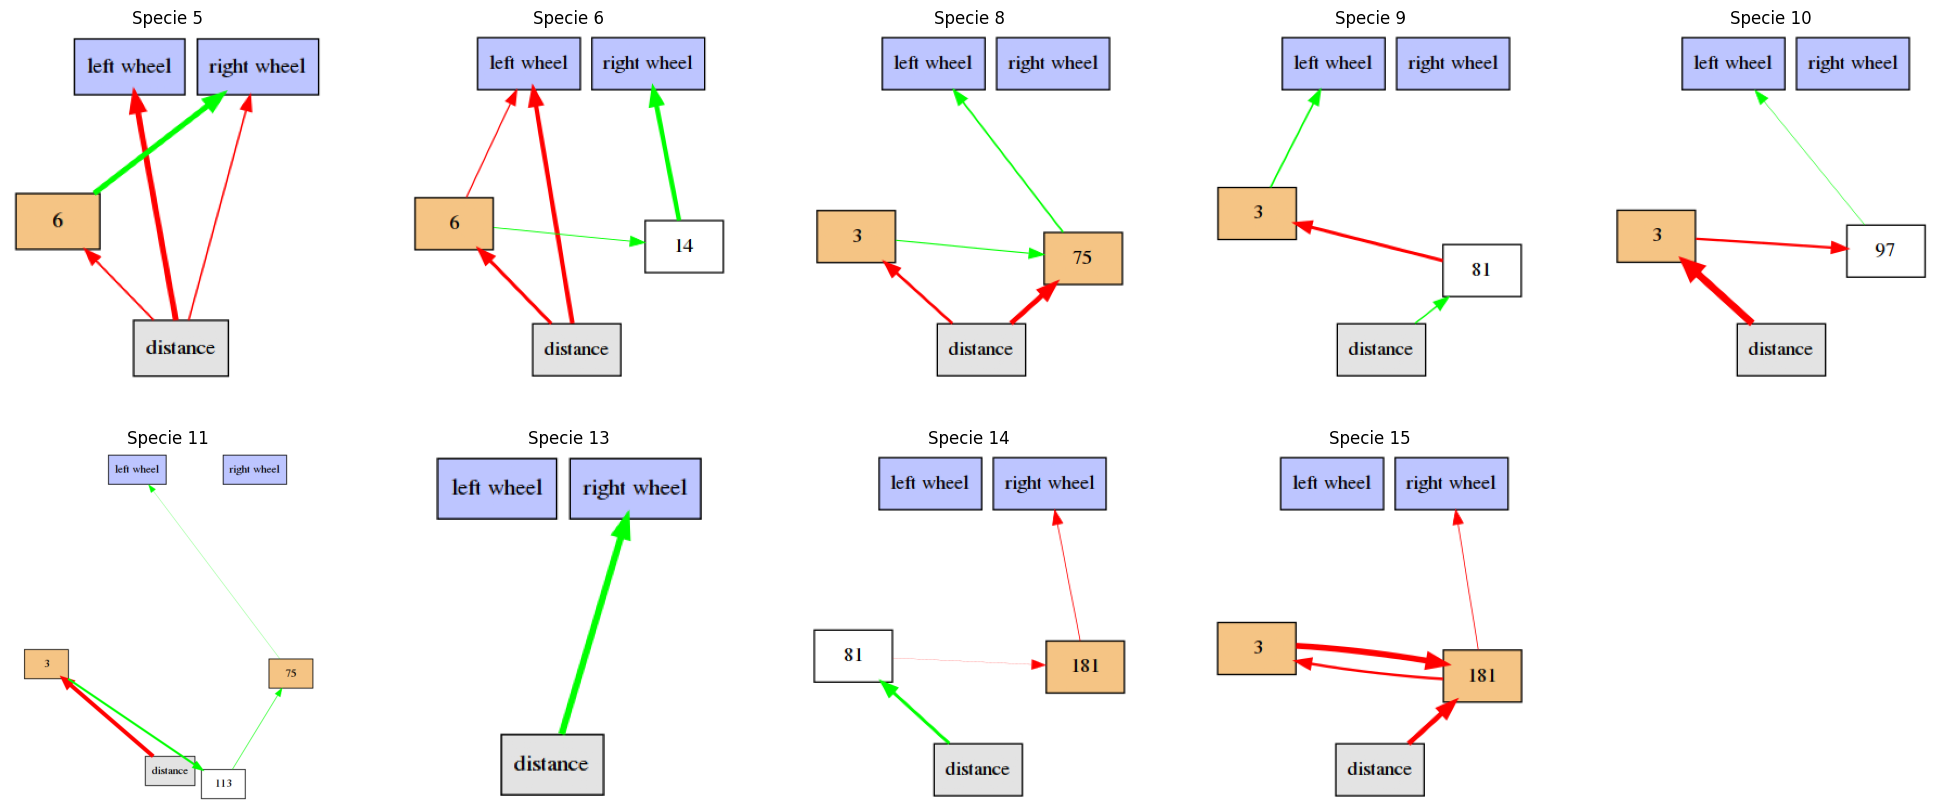 Specie 5
left wheel
right wheel
6
distance
Specie 6
left wheel
right wheel
6
14
distance
Specie 8
left wheel
right wheel
3
75
distance
Specie 9
left wheel
right wheel
3
81
distance
Specie 10
left wheel
right wheel
3
97
distance
Specie 11
left wheel
right wheel
3
75
distance
113
Specie 13
left wheel
right wheel
distance
Specie 14
left wheel
right wheel
81
181
distance
Specie 15
left wheel
right wheel
3
181
distance